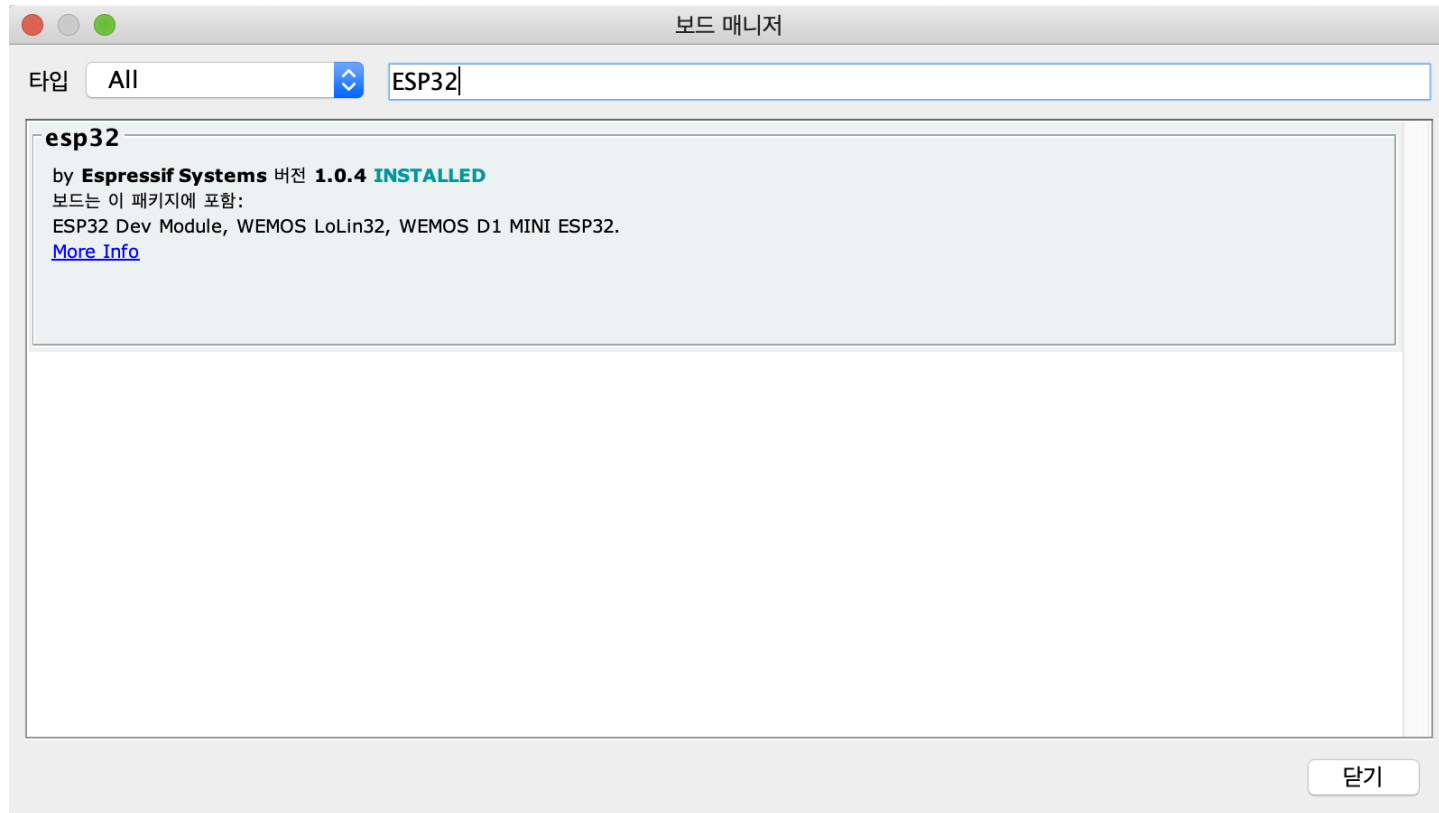 보드 매니저
타입 All ESP32
esp32
by Espressif Systems 버전 1.0.4 INSTALLED
보드는 이 패키지에 포함:
ESP32 Dev Module, WEMOS LoLin32, WEMOS D1 MINI ESP32.
More Info
닫기